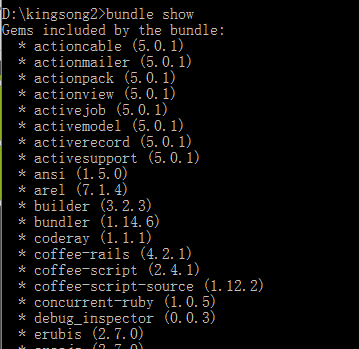 D:\kingsong2>bundle show
Gems included by the bundle:
* actioncable (5.0.1)
* actionmailer (5.0.1)
* actionpack (5.0.1)
* actionview (5.0.1)
* activejob (5.0.1)
* activemodel (5.0.1)
* activerecord (5.0.1)
* activesupport (5.0.1)
* ansi (1.5.0)
* arel (7.1.4)
* builder (3.2.3)
* bundler (1.14.6)
* coderay (1.1.1)
* coffee-rails (4.2.1)
* coffee-script (2.4.1)
* coffee-script-source (1.12.2)
* concurrent-ruby (1.0.5)
* debug_inspector (0.0.3)
* erubis (2.7.0)